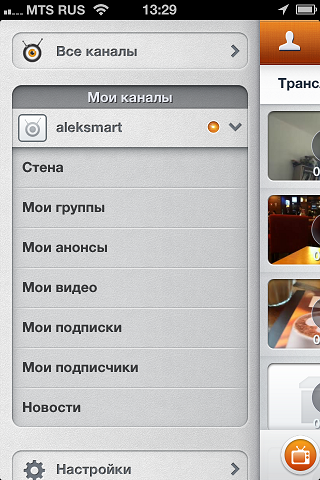 MTS RUS 13:29
Все каналы
Мои каналы
aleksmart
Трансл
Стена
Мои группы
Мои анонсы
Мои видео
Мои подписки
Мои подписчики
Новости
Настройки